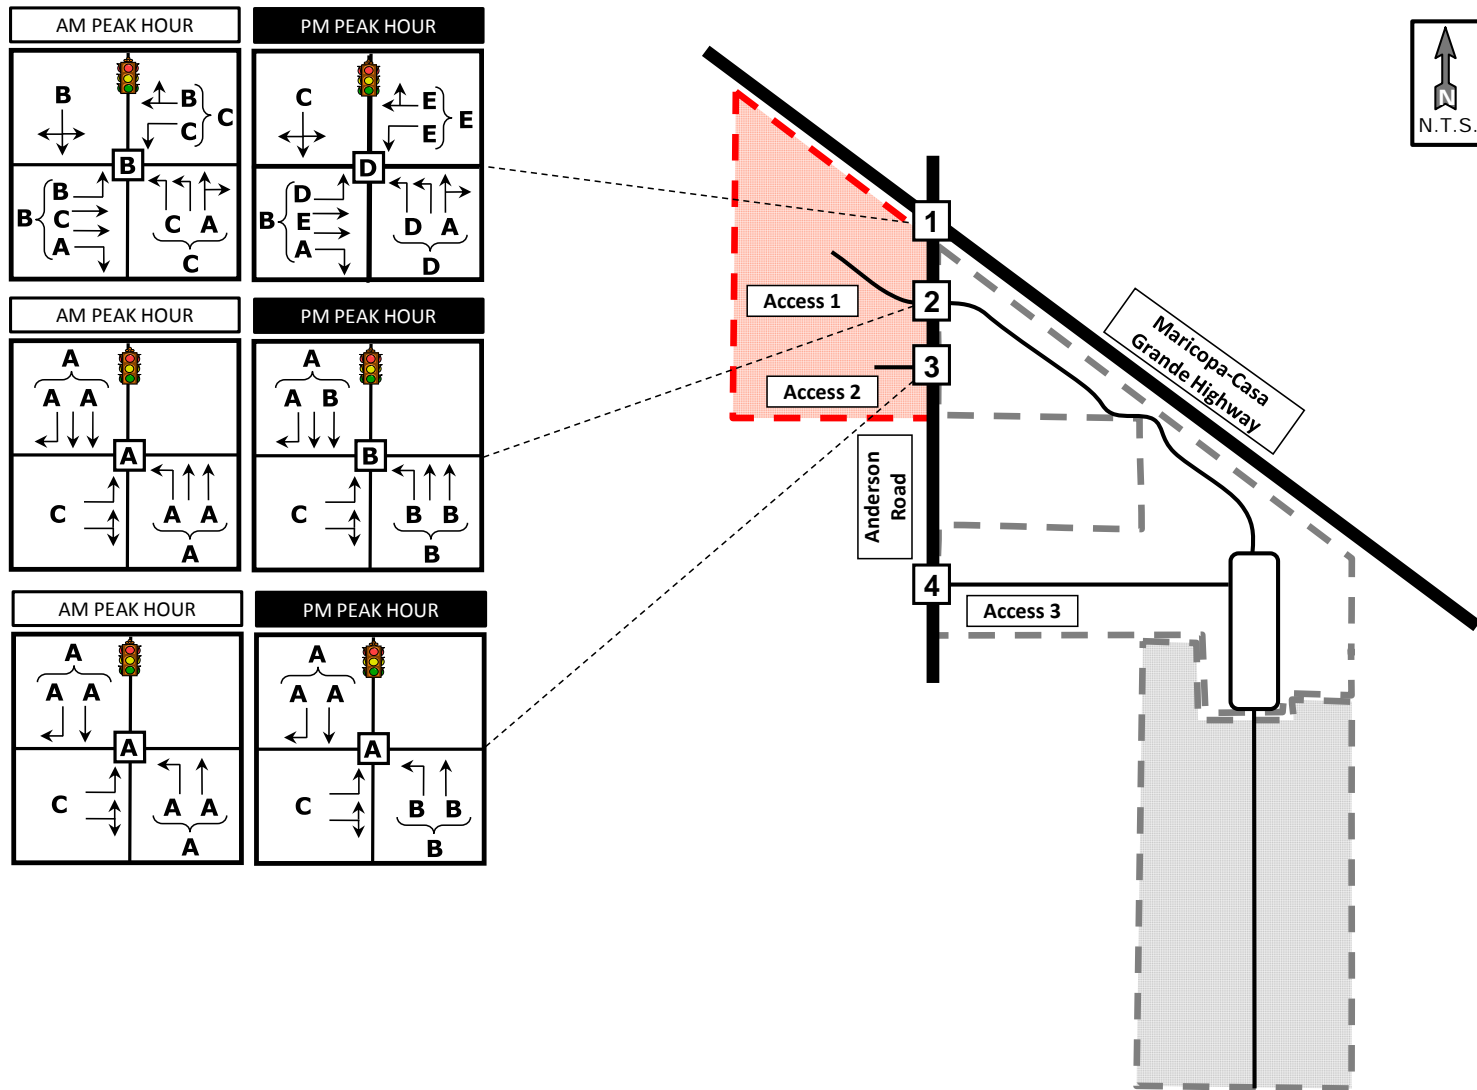 AM PEAK HOUR
PM PEAK HOUR
B
B
C
C
B
B
C
A
B
C
A
C
C
E
E
E
D
D
E
A
B
D
A
D
AM PEAK HOUR
PM PEAK HOUR
A
A A
A
C
A A
A
A
A B
B
C
B B
B
AM PEAK HOUR
PM PEAK HOUR
A
A A
A
C
A A
A
A
A A
A
C
B B
B
N
N.T.S.
1
Access 1
2
3
Access 2
Maricopa-Casa
Grande Highway
Anderson
Road
4
Access 3